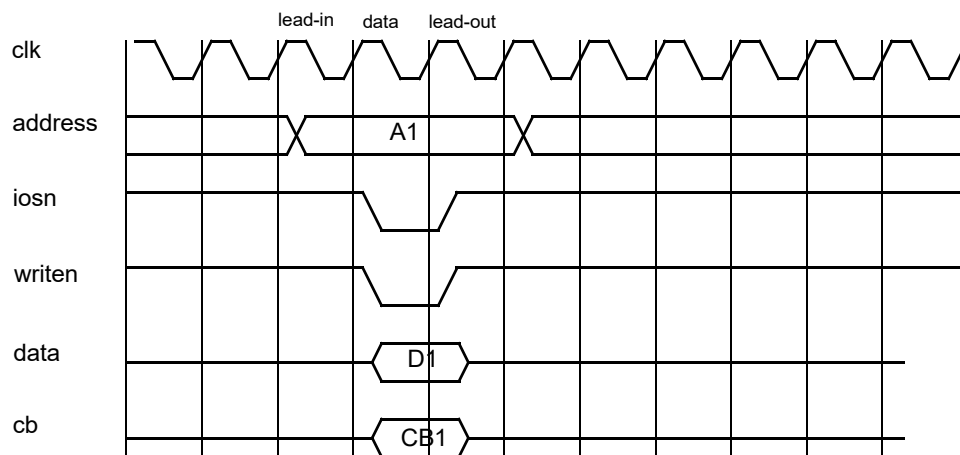 lead-in data lead-out
clk
address A1
iosn
writen
data D1
cb CB1